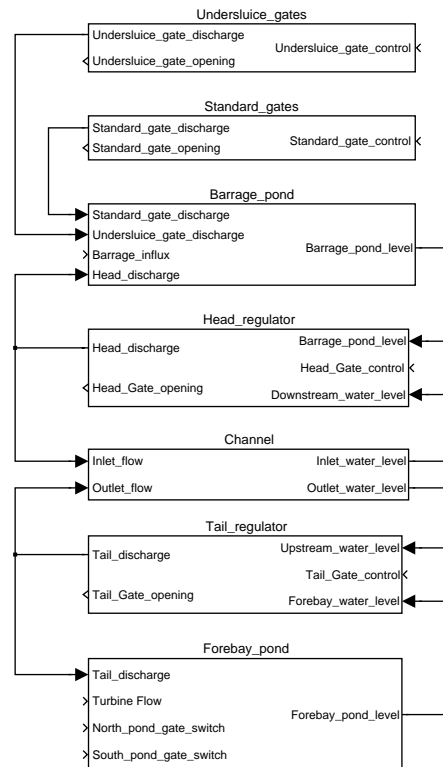 Undersluice_gates
Undersluice_gate_discharge
Undersluice_gate_control
Undersluice_gate_opening
Standard_gates
Standard_gate_discharge
Standard_gate_control
Standard_gate_opening
Barrage_pond
Standard_gate_discharge
Undersluice_gate_discharge
Barrage_pond_level
Barrage_influx
Head_discharge
Head_regulator
Barrage_pond_level
Head_discharge
Head_Gate_control
Head_Gate_opening
Downstream_water_level
Channel
Inlet_flow Inlet_water_level
Outlet_flow Outlet_water_level
Tail_regulator
Upstream_water_level
Tail_discharge
Tail_Gate_control
Tail_Gate_opening
Forebay_water_level
Forebay_pond
Tail_discharge
Turbine Flow
Forebay_pond_level
North_pond_gate_switch
South_pond_gate_switch